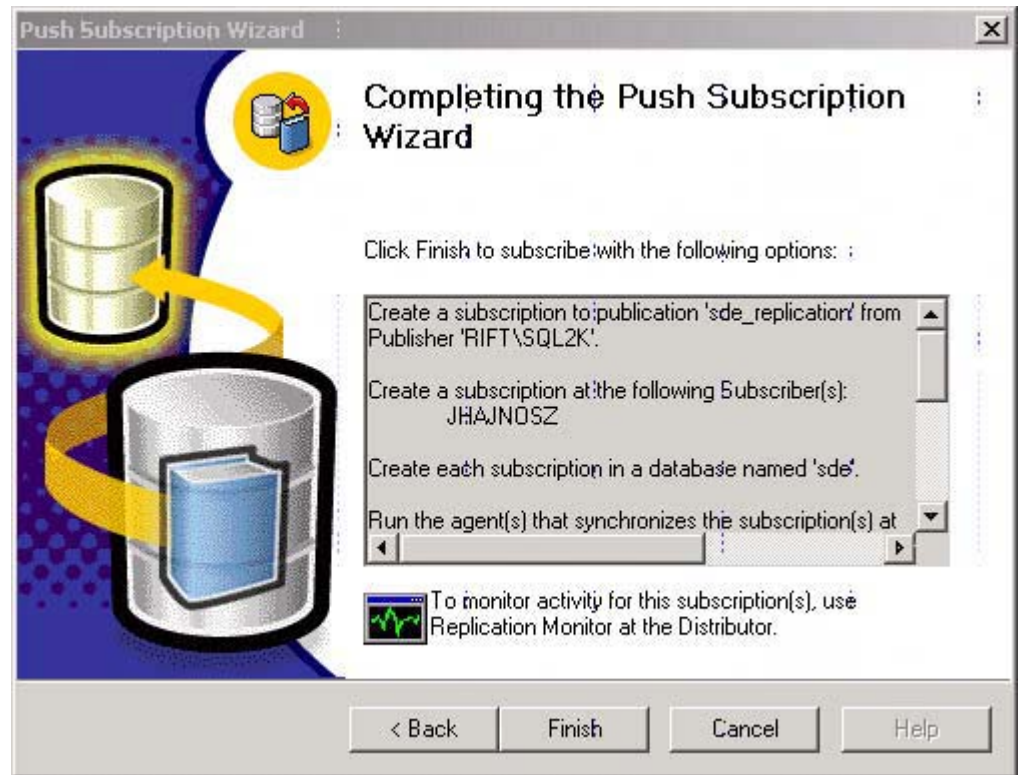 Push Subscription Wizard
Completing the Push Subscription
Wizard
Click Finish to subscribe with the following options:
Create a subscription to publication 'sde_replication' from
Publisher 'RIFT\SQL2K'.
Create a subscription at the following Subscriber(s):
JHAJNOSZ
Create each subscription in a database named 'sde'.
Run the agent(s) that synchronizes the subscription(s) at
To monitor activity for this subscription(s), use
Replication Monitor at the Distributor.
< Back
Finish
Cancel
Help